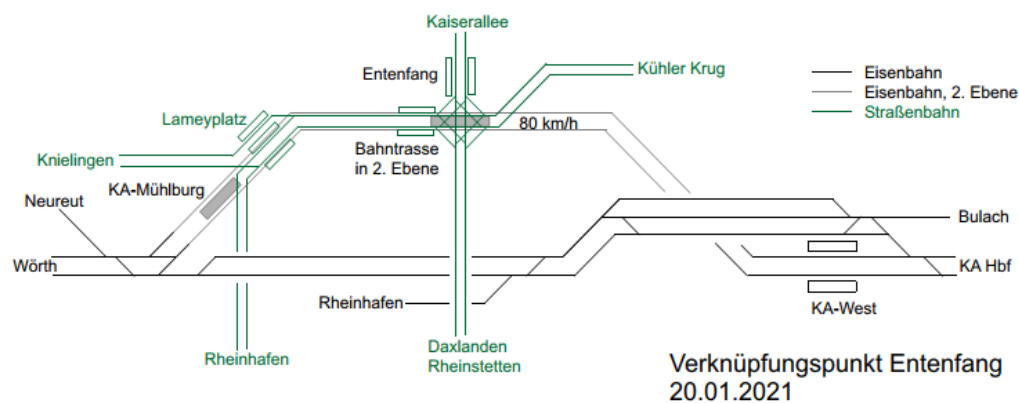 Kaiserallee
Entenfang
Kühler Krug
Eisenbahn
Eisenbahn, 2. Ebene
Straßenbahn
Lameyplatz
80 km/h
Bahntrasse
in 2. Ebene
Knielingen
KA-Mühlburg
Neureut
Bulach
Wörth
KA Hbf
Rheinhafen
KA-West
Rheinhafen
Daxlanden
Rheinstetten
Verknüpfungspunkt Entenfang
20.01.2021